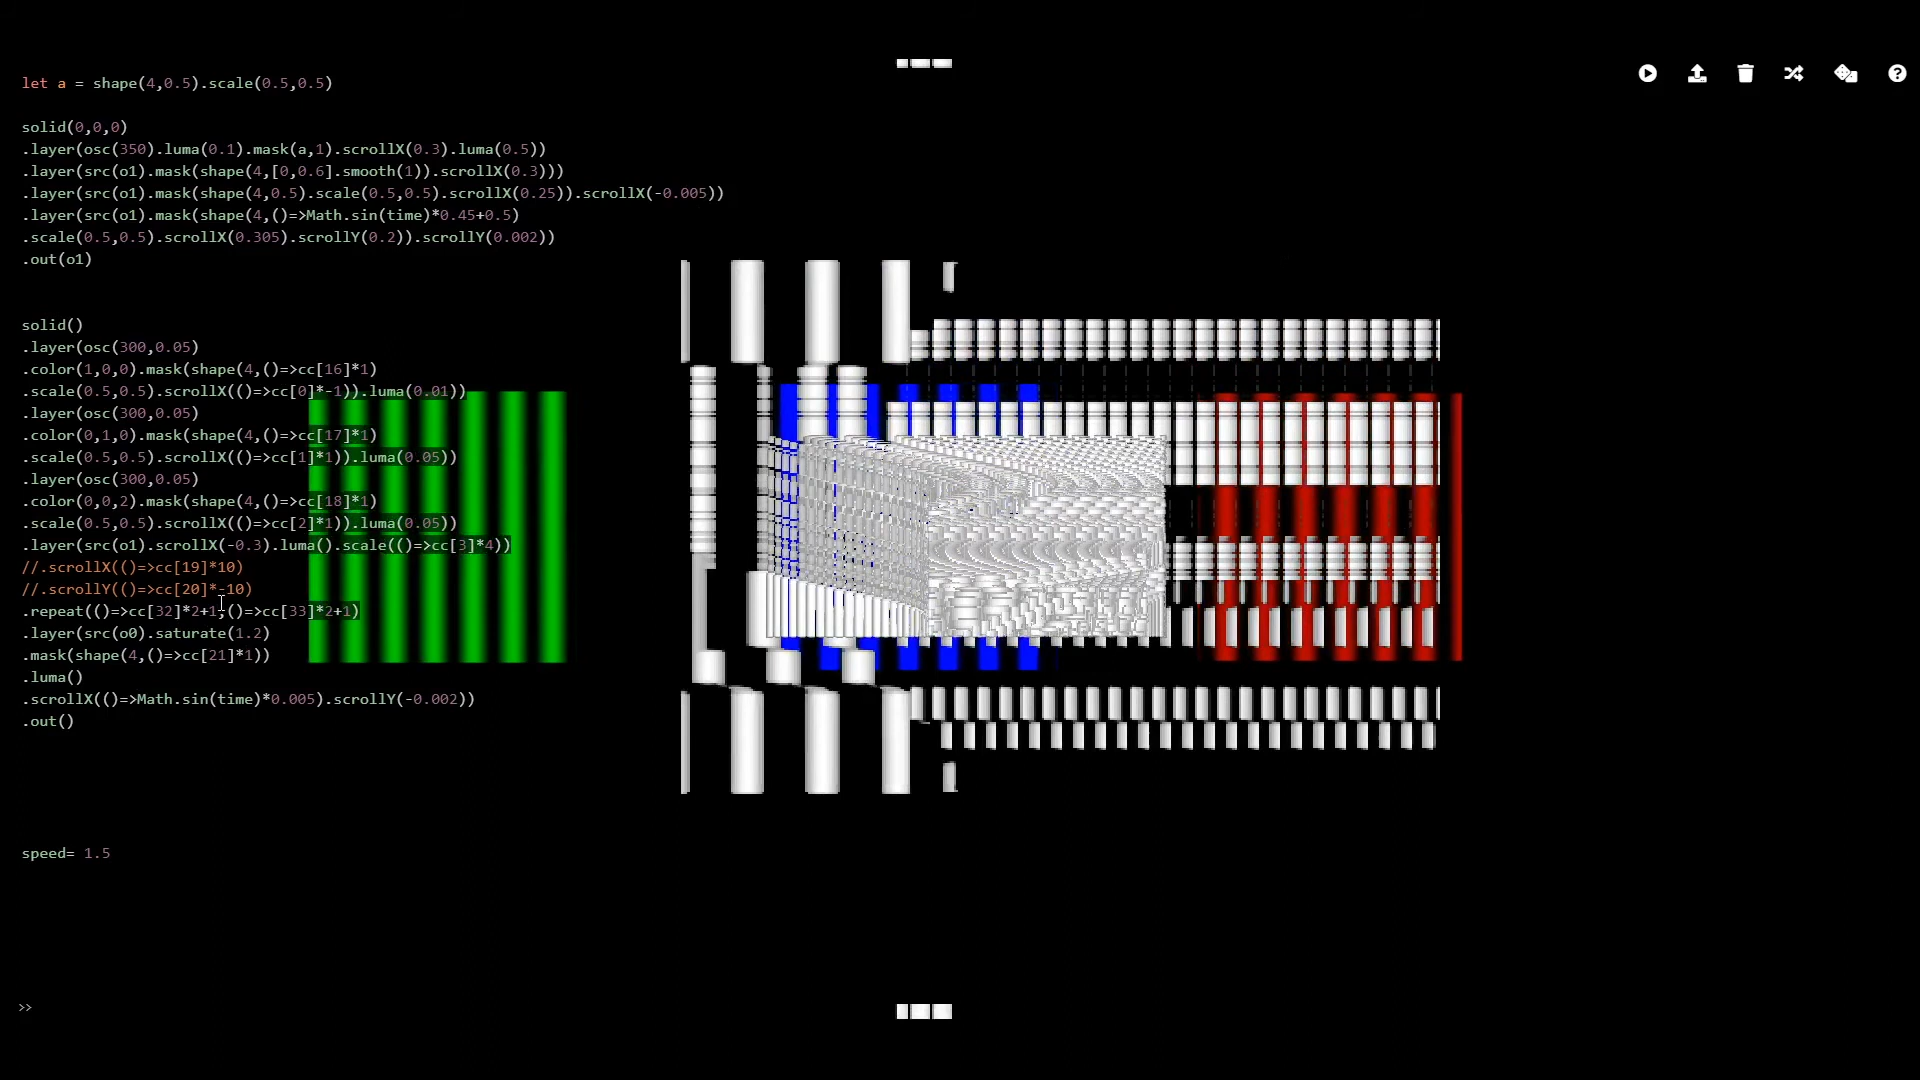 let a = shape(4,0.5).scale(0.5,0.5)
solid(0,0,0)
.layer(osc(350).luma(0.1).mask(a,1).scrollX(0.3).luma(0.5))
.layer(src(o1).mask(shape(4,[0,0.6].smooth(1)).scrollX(0.3)))
.layer(src(o1).mask(shape(4,0.5).scale(0.5,0.5).scrollX(0.25)).scrollX(-0.005))
.layer(src(o1).mask(shape(4,()=>Math.sin(time)*0.45+0.5)
.scale(0.5,0.5).scrollX(0.305).scrollY(0.2)).scrollY(0.002))
.out(o1)
solid()
.layer(osc(300,0.05)
.color(1,0,0).mask(shape(4,()=>cc[16]*1)
.scale(0.5,0.5).scrollX(()=>cc[0]*-1)).luma(0.01))
.layer(osc(300,0.05)
.color(0,1,0).mask(shape(4,()=>cc[17]*1)
.scale(0.5,0.5).scrollX(()=>cc[1]*1)).luma(0.05))
.layer(osc(300,0.05)
.color(0,0,2).mask(shape(4,()=>cc[18]*1)
.scale(0.5,0.5).scrollX(()=>cc[2]*1)).luma(0.05))
.layer(src(o1).scrollX(-0.3).luma().scale(()=>cc[3]*4))
//.scrollX(()=>cc[19]*10)
//.scrollY(()=>cc[20]*-10)
.repeat(()=>cc[32]*2+1,()=>cc[33]*2+1)
.layer(src(o0).saturate(1.2)
.mask(shape(4,()=>cc[21]*1))
.luma()
.scrollX(()=>Math.sin(time)*0.005).scrollY(-0.002))
.out()
speed= 1.5
>>